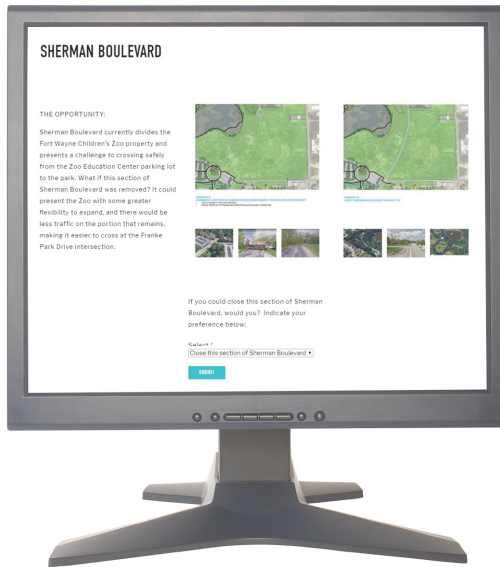 SHERMAN BOULEVARD
THE OPPORTUNITY:
Sherman Boulevard currently divides the
Fort Wayne Children's Zoo property and
presents a challenge to crossing safely
from the Zoo Education Center parking lot
to the park. What if this section of
Sherman Boulevard was removed? It could
present the Zoo with some greater
flexibility to expand, and there would be
less traffic on the portion that remains,
making it easier to cross at the Franke
Park Drive intersection.
If you could close this section of Sherman
Boulevard, would you? Indicate your
preference below:
Select *
Close this section of Sherman Boulevard
SUBMIT